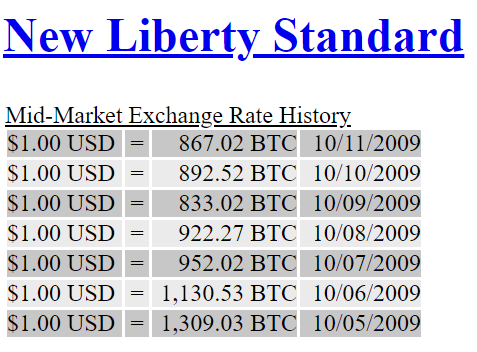 New Liberty Standard
Mid-Market Exchange Rate History
$1.00 USD = 867.02 BTC 10/11/2009
$1.00 USD = 892.52 BTC 10/10/2009
$1.00 USD = 833.02 BTC 10/09/2009
$1.00 USD = 922.27 BTC 10/08/2009
$1.00 USD = 952.02 BTC 10/07/2009
$1.00 USD = 1,130.53 BTC 10/06/2009
$1.00 USD = 1,309.03 BTC 10/05/2009